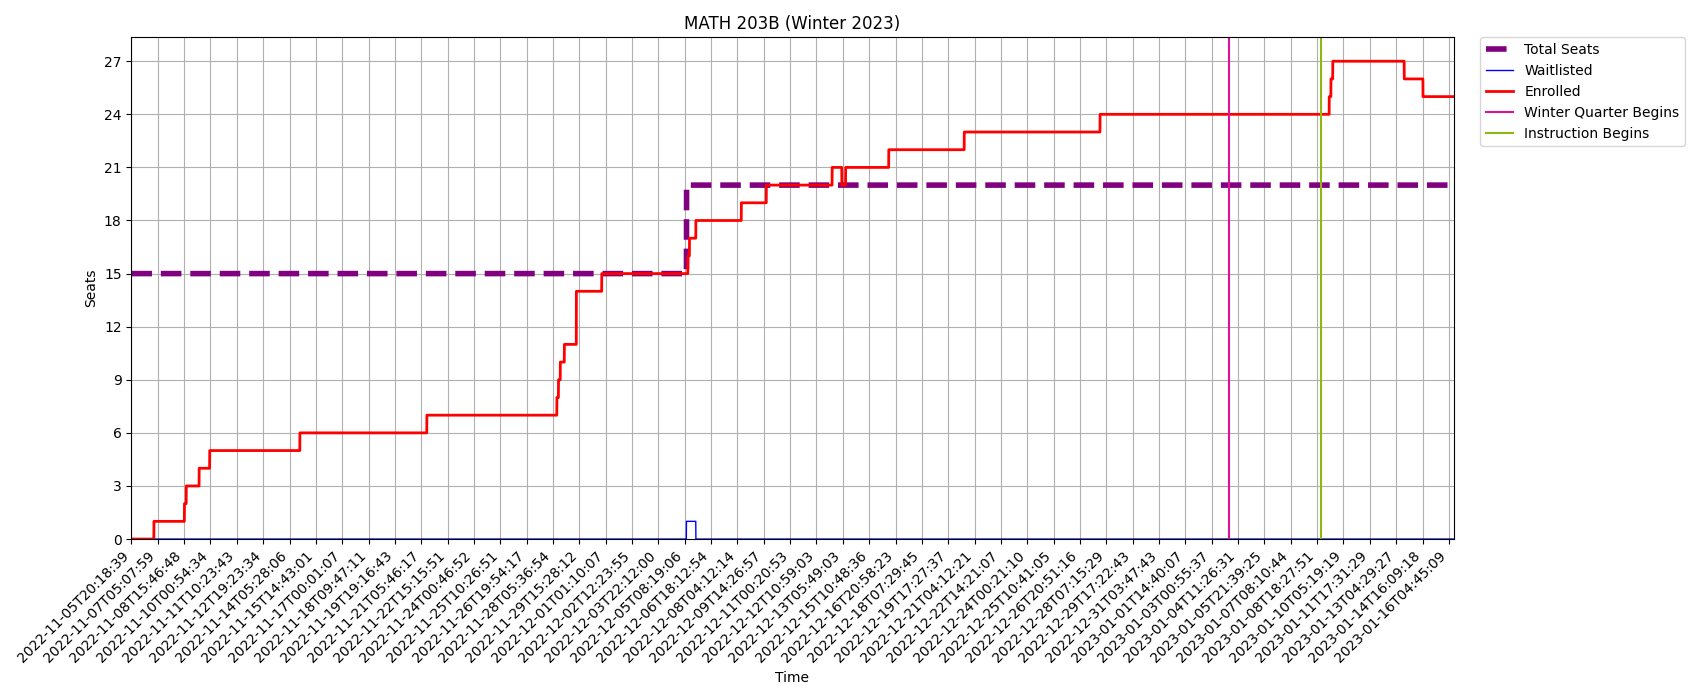 MATH 203B (Winter 2023)
Total Seats
Waitlisted
Enrolled
Winter Quarter Begins
Instruction Begins
Seats
27
24
21
18
15
12
9
6
3
0
2022-11-05T20:18:39
2022-11-07T05:07:59
2022-11-08T15:46:48
2022-11-10T00:54:34
2022-11-11T10:23:43
2022-11-12T19:23:34
2022-11-14T05:28:06
2022-11-15T14:43:01
2022-11-17T00:01:07
2022-11-18T09:47:11
2022-11-19T19:16:43
2022-11-21T05:46:17
2022-11-22T15:15:51
2022-11-24T00:46:52
2022-11-25T10:26:51
2022-11-26T19:54:17
2022-11-28T05:36:54
2022-11-29T15:28:12
2022-12-01T01:10:07
2022-12-02T12:23:55
2022-12-03T22:12:00
2022-12-05T08:19:06
2022-12-06T18:12:54
2022-12-08T04:12:14
2022-12-09T14:26:57
2022-12-11T00:20:53
2022-12-12T10:59:03
2022-12-13T05:49:03
2022-12-15T10:48:36
2022-12-16T20:58:23
2022-12-18T07:29:45
2022-12-19T17:27:37
2022-12-21T04:12:21
2022-12-22T14:21:07
2022-12-24T00:21:10
2022-12-25T10:41:05
2022-12-26T20:51:16
2022-12-28T07:15:29
2022-12-29T17:22:43
2022-12-31T03:47:43
2023-01-01T14:40:07
2023-01-03T00:55:37
2023-01-04T11:26:31
2023-01-05T21:39:25
2023-01-07T08:10:44
2023-01-08T18:27:51
2023-01-10T05:19:19
2023-01-11T17:31:29
2023-01-13T04:29:27
2023-01-14T16:09:18
2023-01-16T04:45:09
Time